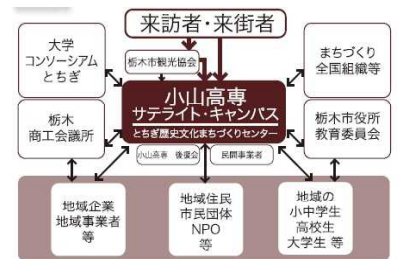 来訪者・来街者
大学
コンソーシアム
とちぎ
栃木市観光協会
まちづくり
全国組織等
小山高専
サテライト・キャンパス
とちぎ歴史文化まちづくりセンター
栃木
商工会議所
栃木市役所
教育委員会
小山高専 後援会
民間事業者
地域企業
地域事業者
等
地域住民
市民団体
NPO
等
地域の
小中学生
高校生
大学生 等